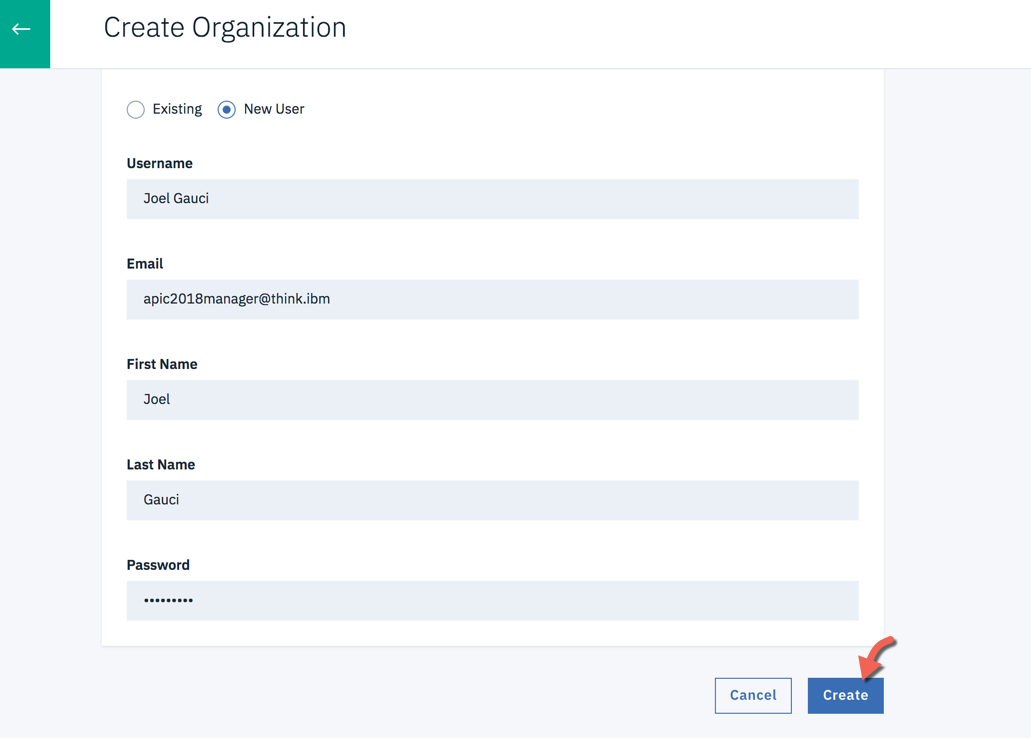 Create Organization
Existing New User
Username
Joel Gauci
Email
apic2018manager@think.ibm
First Name
Joel
Last Name
Gauci
Password
•••••••••
Cancel Create